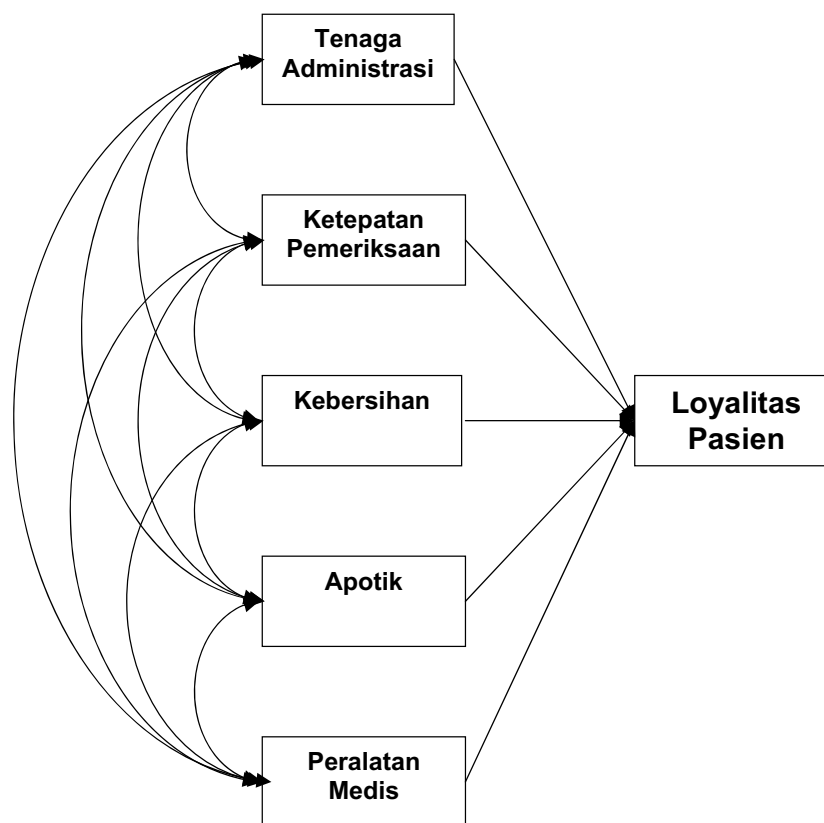 Tenaga
Administrasi
Ketepatan
Pemeriksaan
Kebersihan
Loyalitas
Pasien
Apotik
Peralatan
Medis